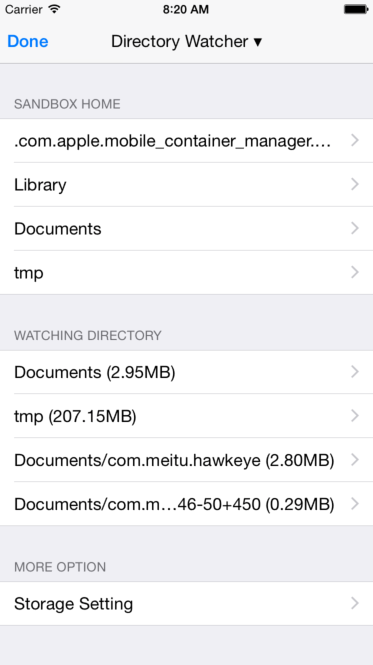 Carrier 8:20 AM
Done Directory Watcher ▾
SANDBOX HOME
.com.apple.mobile_container_manager....
Library
Documents
tmp
WATCHING DIRECTORY
Documents (2.95MB)
tmp (207.15MB)
Documents/com.meitu.hawkeye (2.80MB)
Documents/com.m...46-50+450 (0.29MB)
MORE OPTION
Storage Setting